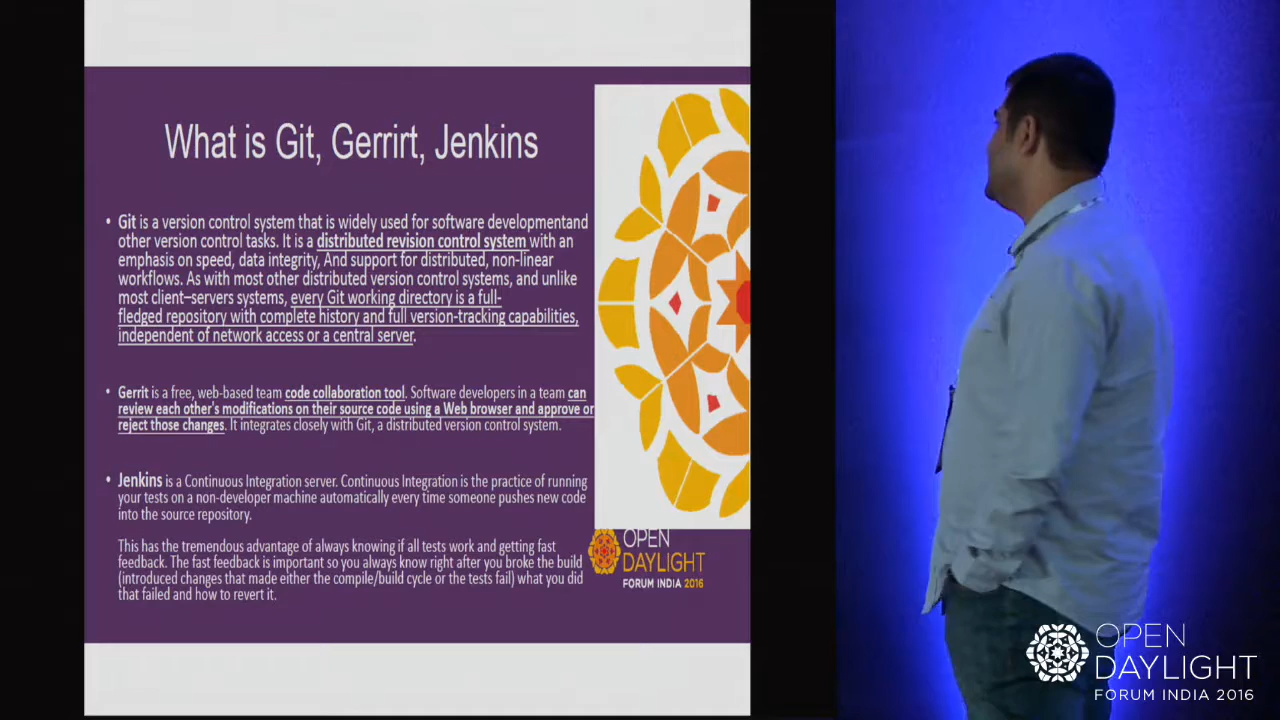 What is Git, Gerrirt, Jenkins
• Git is a version control system that is widely used for software developmentand
other version control tasks. It is a distributed revision control system with an
emphasis on speed, data integrity, And support for distributed, non-linear
workflows. As with most other distributed version control systems, and unlike
most client–servers systems, every Git working directory is a full-
fledged repository with complete history and full version-tracking capabilities,
independent of network access or a central server.
• Gerrit is a free, web-based team code collaboration tool. Software developers in a team can
review each other's modifications on their source code using a Web browser and approve or
reject those changes. It integrates closely with Git, a distributed version control system.
• Jenkins is a Continuous Integration server. Continuous Integration is the practice of running
your tests on a non-developer machine automatically every time someone pushes new code
into the source repository.
This has the tremendous advantage of always knowing if all tests work and getting fast
feedback. The fast feedback is important so you always know right after you broke the build
(introduced changes that made either the compile/build cycle or the tests fail) what you did
that failed and how to revert it.
OPEN
DAYLIGHT
FORUM INDIA 2016
OPEN
DAYLIGHT
FORUM INDIA 2016